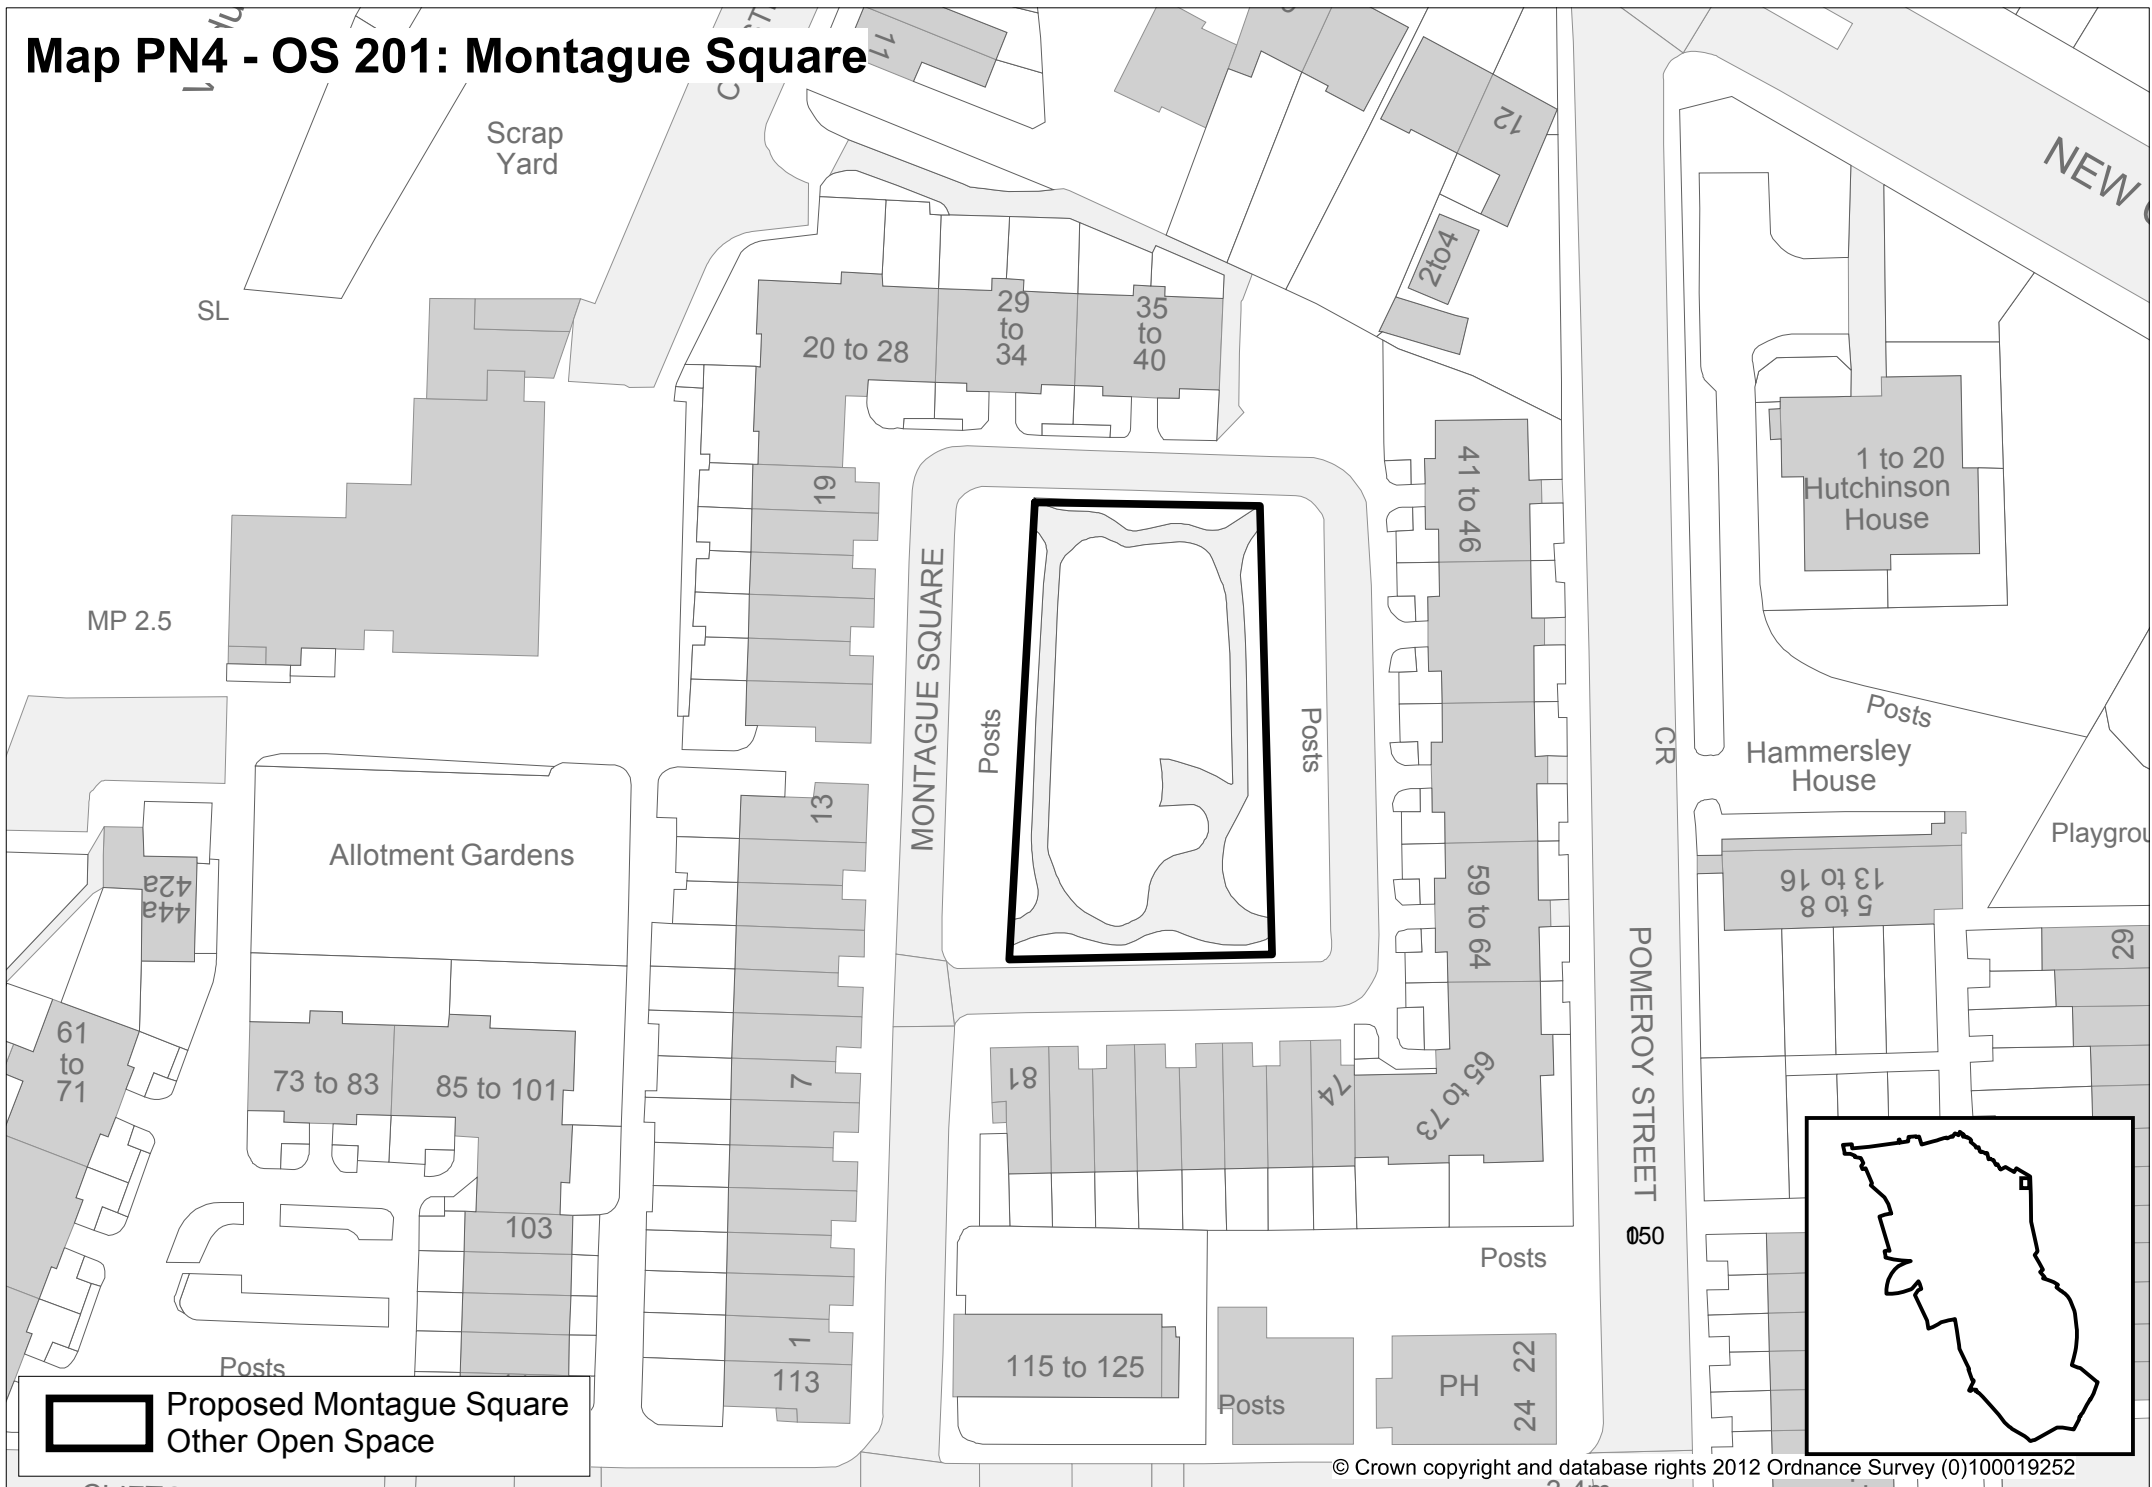 Map PN4 - OS 201: Montague Square
11
Scrap
Yard
12
NEW
2to4
SL
29
to
34
35
to
40
20 to 28
41 to 46
1 to 20
Hutchinson
House
19
MONTAGUE SQUARE
MP 2.5
Posts
Posts
Posts
CR
Hammersley
House
13
Playgrou
Allotment Gardens
42a
44a
59 to 64
13 to 16
5 to 8
POMEROY STREET
29
61
to
71
73 to 83
85 to 101
7
81
74
65 to 73
103
050
Posts
1
113
115 to 125
Posts
PH
22
24
Posts
Proposed Montague Square
Other Open Space
© Crown copyright and database rights 2012 Ordnance Survey (0)100019252